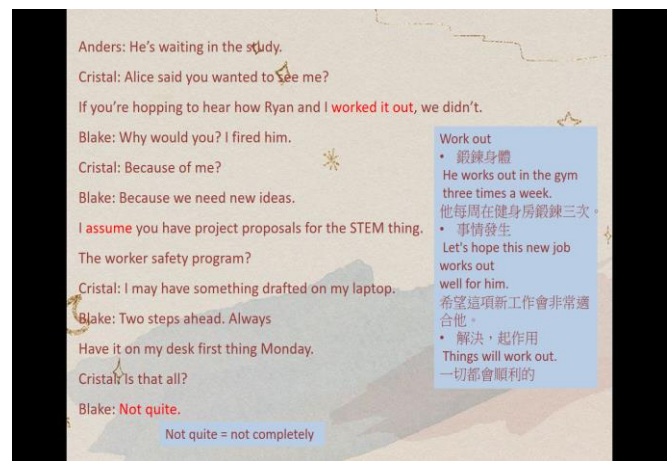 Anders: He's waiting in the study.
Cristal: Alice said you wanted to see me?
If you're hopping to hear how Ryan and I worked it out, we didn't.
Blake: Why would you? I fired him.
Cristal: Because of me?
Blake: Because we need new ideas.
I assume you have project proposals for the STEM thing.
The worker safety program?
Cristal: I may have something drafted on my laptop.
Blake: Two steps ahead. Always
Have it on my desk first thing Monday.
Cristal: Is that all?
Blake: Not quite.
Not quite = not completely
Work out
• 鍛鍊身體
He works out in the gym
three times a week.
他每周在健身房鍛鍊三次。
• 事情發生
Let's hope this new job
works out
well for him.
希望這項新工作會非常適
合他。
• 解決，起作用
Things will work out.
一切都會順利的